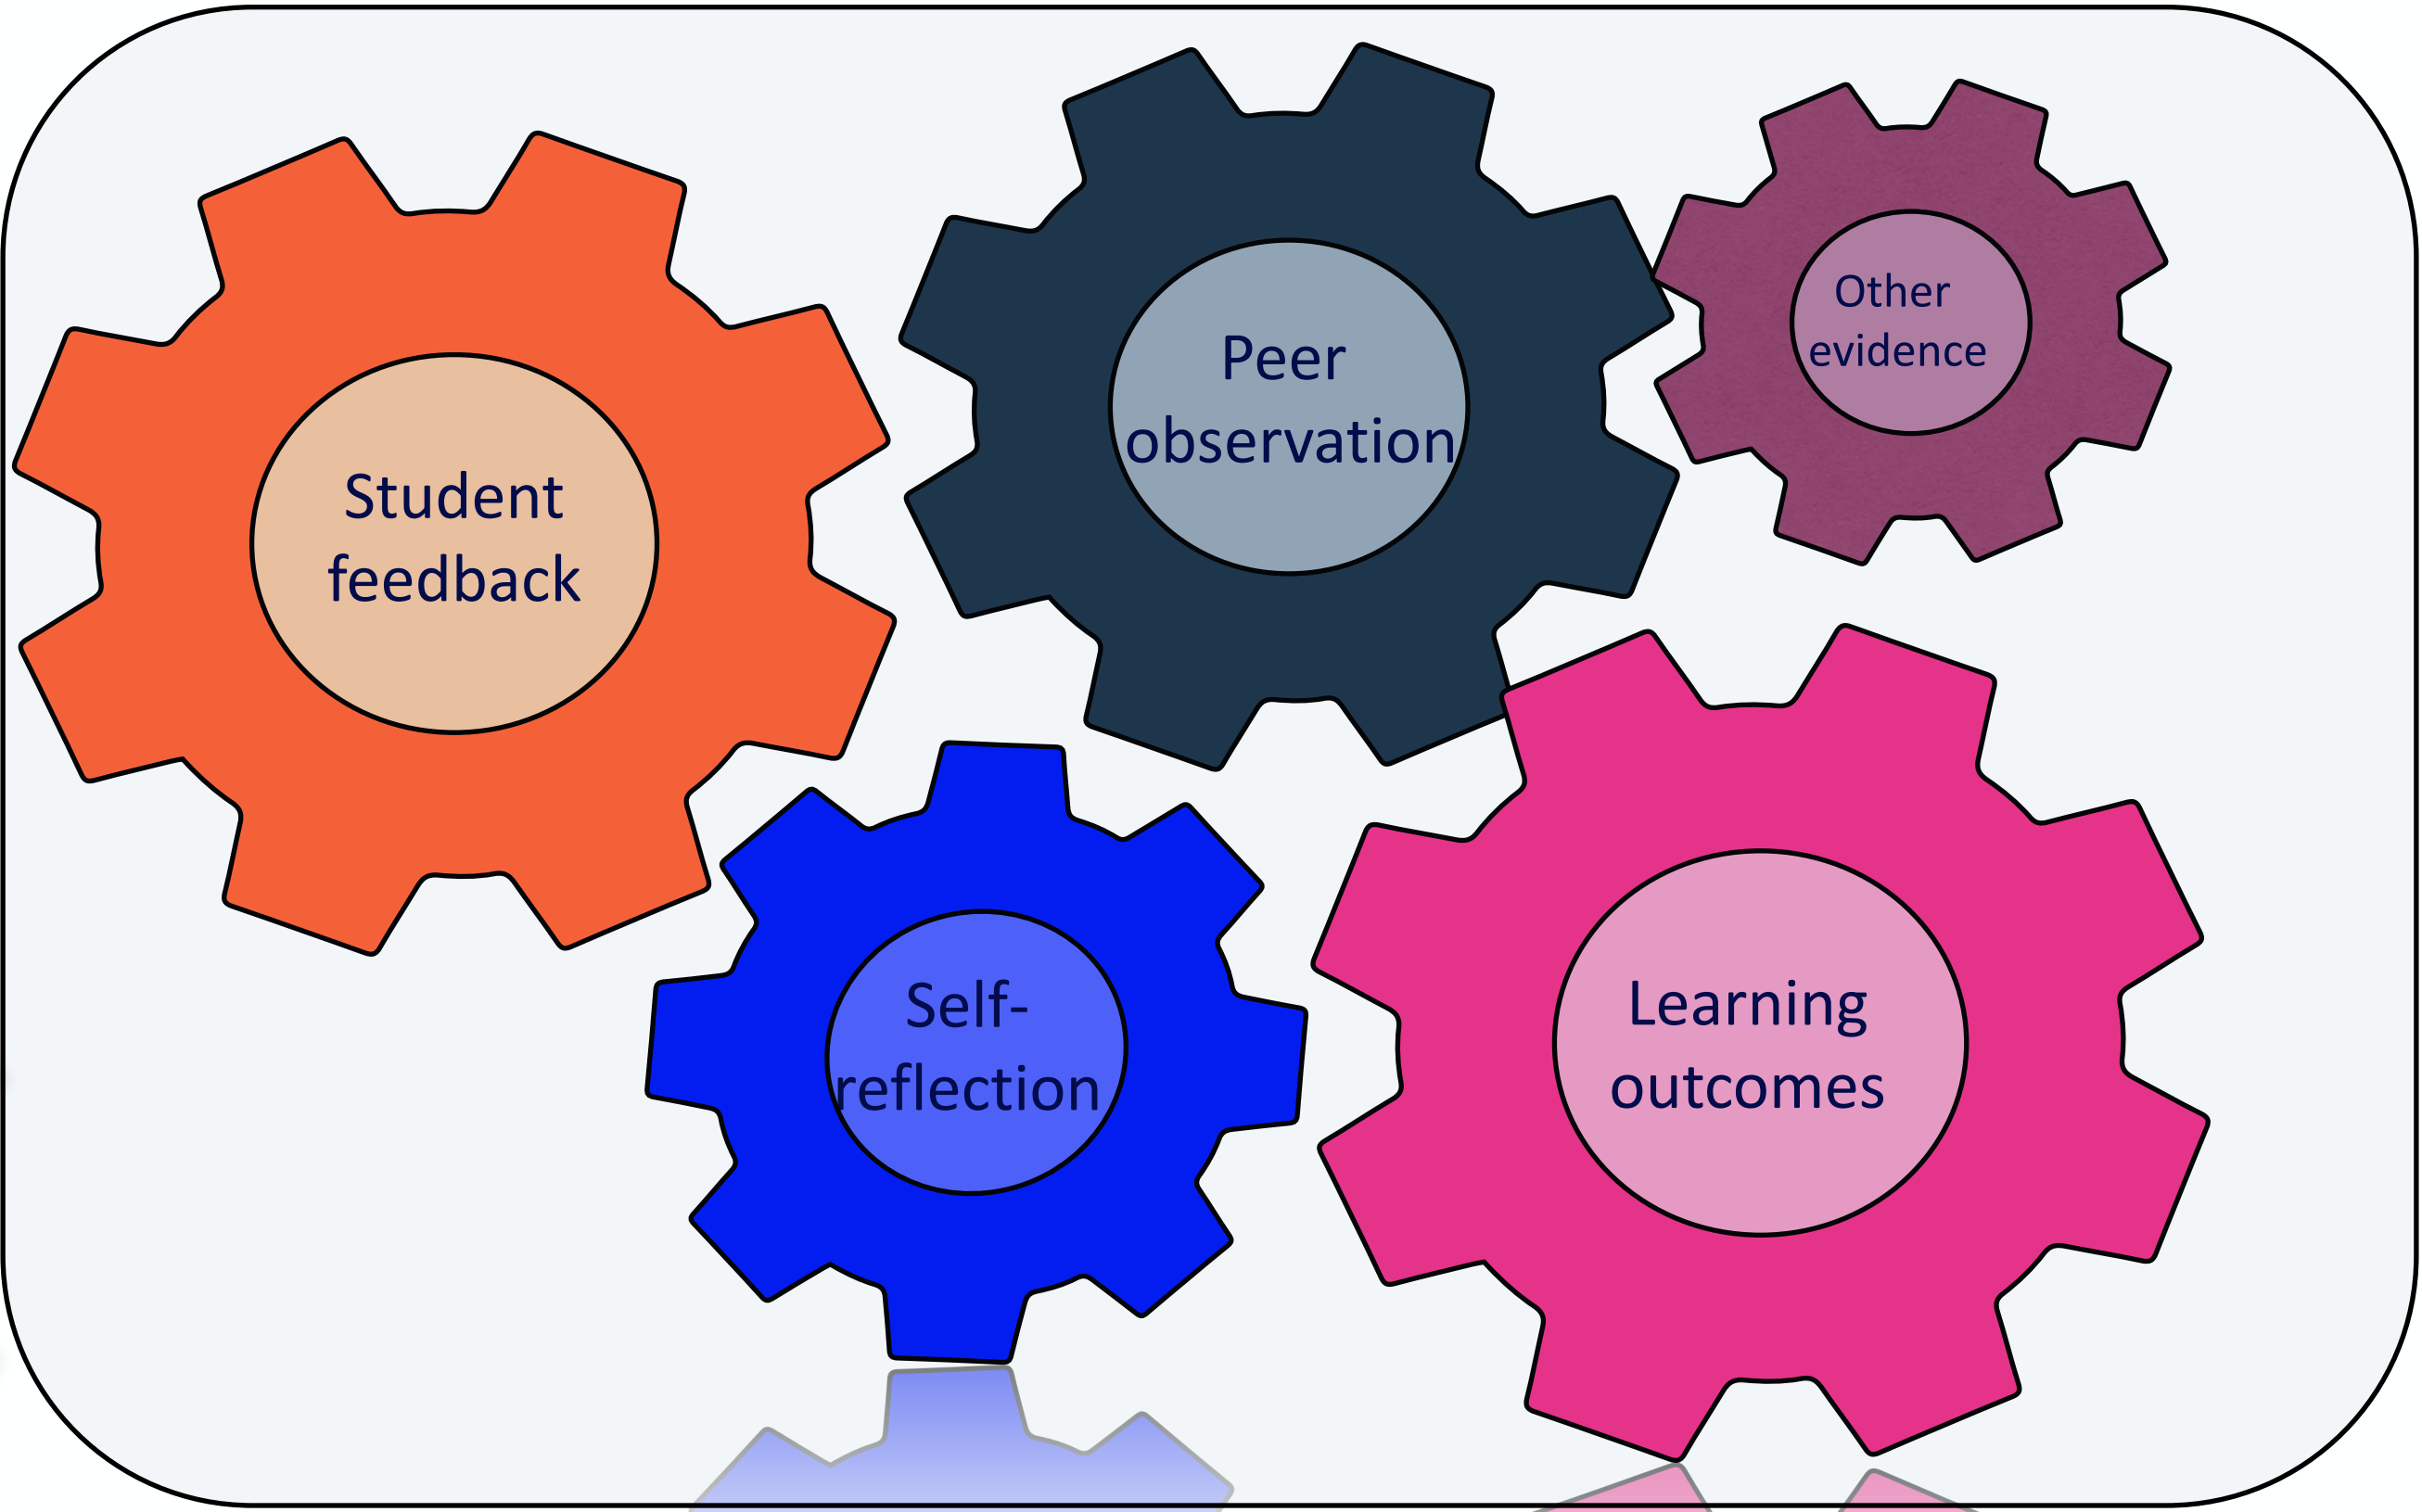 Student
feedback
Peer
observation
Other
evidence
Self-
reflection
Learning
outcomes